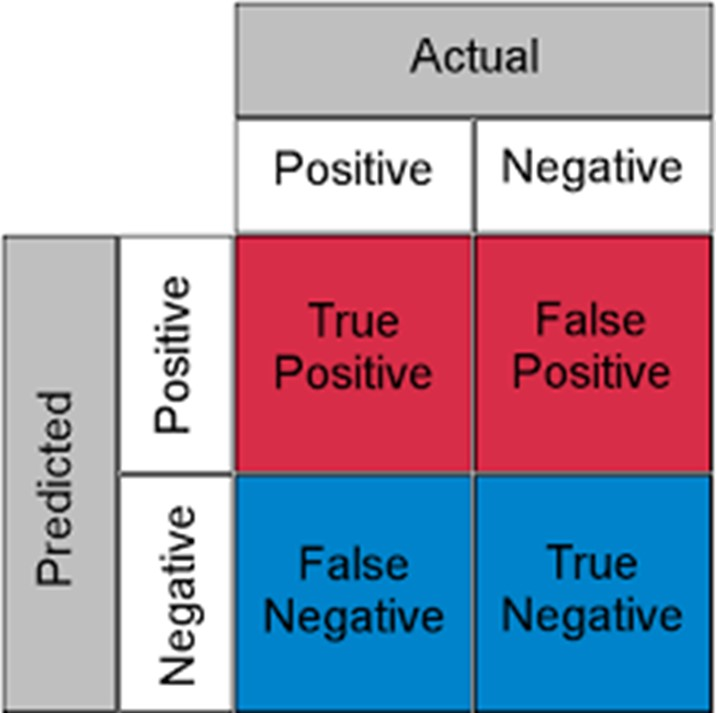 Actual
Positive
Negative
Predicted
Positive
True
Positive
False
Positive
Negative
False
Negative
True
Negative